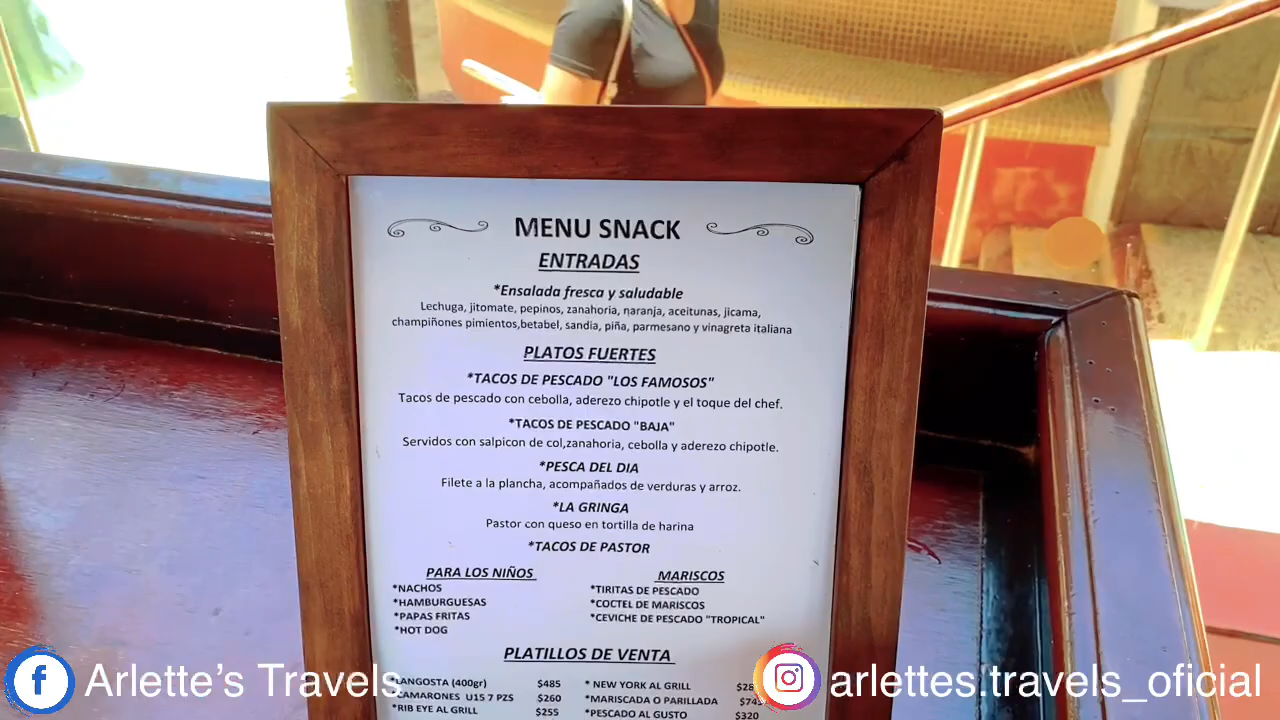 MENU SNACK
ENTRADAS
*Ensalada fresca y saludable
Lechuga, jitomate, pepinos, zanahoria, naranja, aceitunas, jicama,
champiñones pimientos,betabel, sandia, piña, parmesano y vinagreta italiana
PLATOS FUERTES
*TACOS DE PESCADO "LOS FAMOSOS"
Tacos de pescado con cebolla, aderezo chipotle y el toque del chef.
*TACOS DE PESCADO "BAJA"
Servidos con salpicon de col,zanahoria, cebolla y aderezo chipotle.
*PESCA DEL DIA
Filete a la plancha, acompañados de verduras y arroz.
*LA GRINGA
Pastor con queso en tortilla de harina
*TACOS DE PASTOR
PARA LOS NIÑOS
*NACHOS
*HAMBURGUESAS
*PAPAS FRITAS
*HOT DOG
MARISCOS
*TIRITAS DE PESCADO
*COCTEL DE MARISCOS
*CEVICHE DE PESCADO "TROPICAL"
PLATILLOS DE VENTA
LANGOSTA (400gr) $485
CAMARONES U15 7 PZS $260
*RIB EYE AL GRILL $255
* NEW YORK AL GRILL
*MARISCADA O PARILLADA
*PESCADO AL GUSTO $320
Arlette's Travels
arlettes.travels_oficial